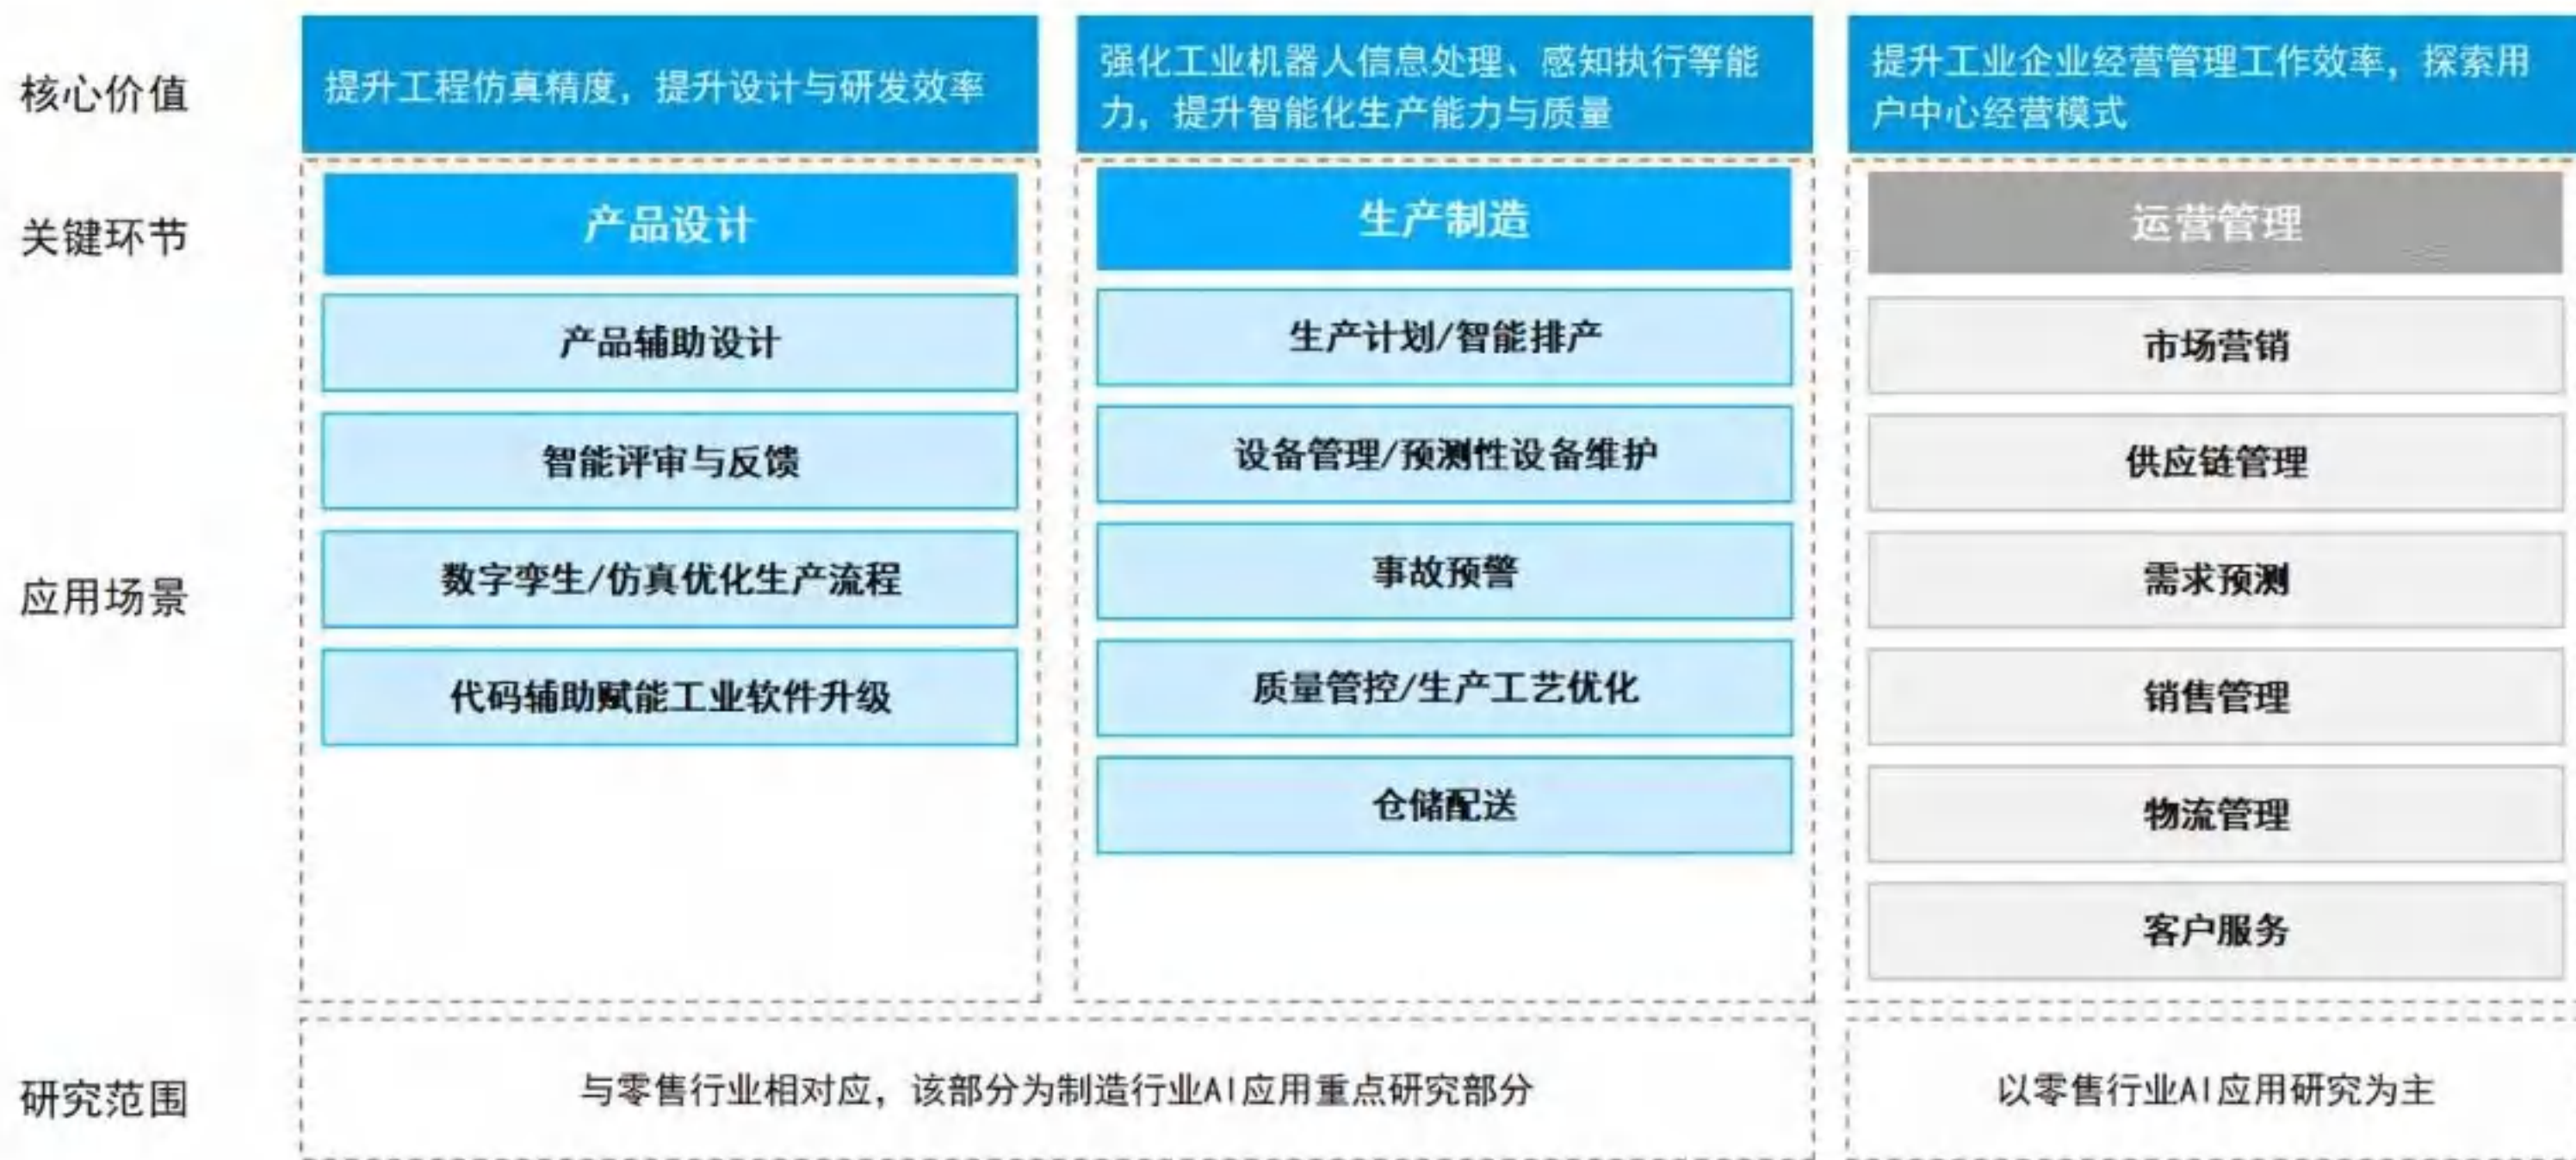 核心价值
提升工程仿真精度，提升设计与研发效率
强化工业机器人信息处理、感知执行等能
力，提升智能化生产能力与质量
提升工业企业经营管理工作效率，探索用
户中心经营模式
关键环节
产品设计
生产制造
运营管理
应用场景
产品辅助设计
智能评审与反馈
数字孪生/仿真优化生产流程
代码辅助赋能工业软件升级
生产计划/智能排产
设备管理/预测性设备维护
事故预警
质量管控/生产工艺优化
仓储配送
市场营销
供应链管理
需求预测
销售管理
物流管理
客户服务
研究范围
与零售行业相对应，该部分为制造行业AI应用重点研究部分
以零售行业AI应用研究为主